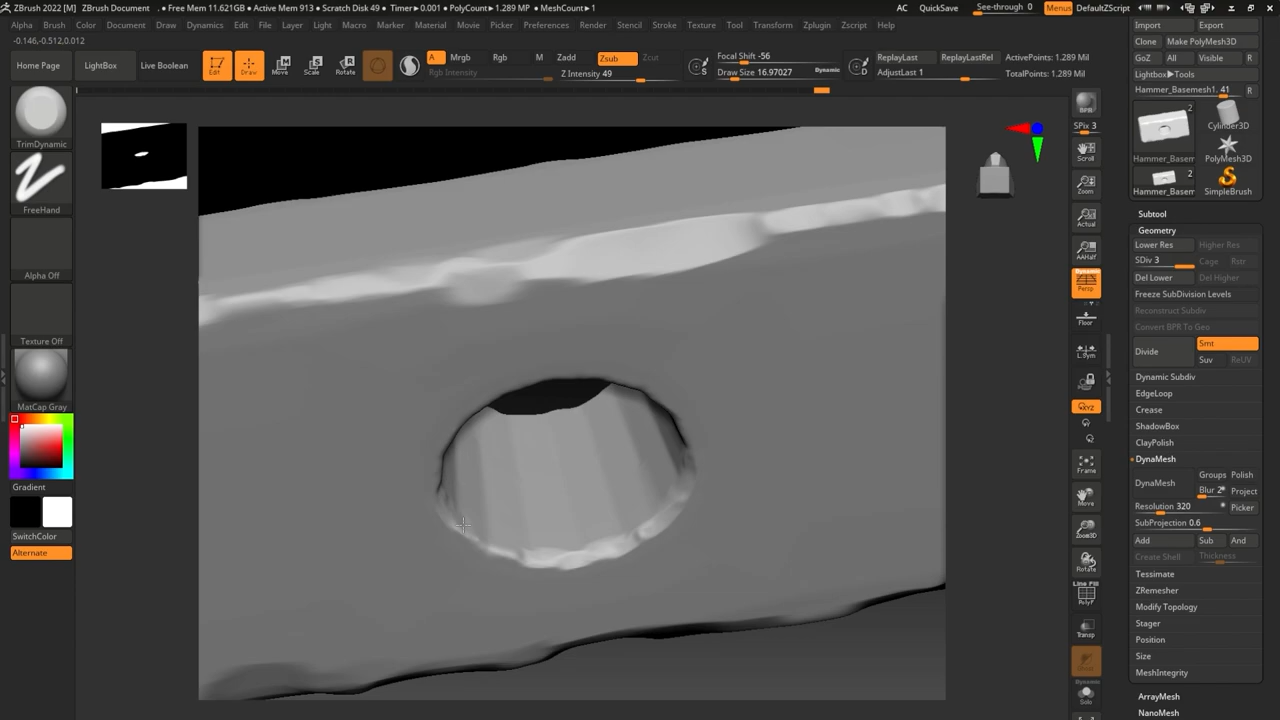 ZBrush 2022 [M] ZBrush Document . • Free Mem 11.621GB • Active Mem 913 • Scratch Disk 49 • Timer▸0.001 • PolyCount▸1.289 MP • MeshCount▸1 AC QuickSave See-through 0 Menus DefaultZScript
Alpha Brush Color Document Draw Dynamics Edit File Layer Light Macro Marker Material Movie Picker Preferences Render Stencil Stroke Texture Tool Transform Zplugin Zscript Help
-0.146,-0.512,0.012
Home Page LightBox Live Boolean Edit Draw Move Scale Rotate A Mrgb Rgb M Zadd Zsub Zcut
Rgb Intensity Z Intensity 49
S Focal Shift -56
Draw Size 16.97027 Dynamic
D ReplayLast ReplayLastRel
AdjustLast 1
ActivePoints: 1.289 Mil
TotalPoints: 1.289 Mil
TrimDynamic
FreeHand
Alpha Off
Texture Off
MatCap Gray
Gradient
SwitchColor
Alternate
BPR
SPix 3
Scroll
Zoom
Actual
AAHalf
Dynamic
Persp
Floor
L.Sym
XYZ
Frame
Move
Zoom3D
Rotate
Line Fill
PolyF
Transp
Dynamic
Solo
Import Export
Clone Make PolyMesh3D
GoZ All Visible R
Lightbox▸Tools
Hammer_Basemesh1. 41 R
2
Cylinder3D
Hammer_Basem PolyMesh3D
2
Hammer_Basem SimpleBrush
Subtool
Geometry
Lower Res Higher Res
SDiv 3 Cage Rstr
Del Lower Del Higher
Freeze SubDivision Levels
Reconstruct Subdiv
Convert BPR To Geo
Divide Smt
Suv ReUV
Dynamic Subdiv
EdgeLoop
Crease
ShadowBox
ClayPolish
DynaMesh
DynaMesh Groups Polish
Blur 2 Project
Resolution 320 Picker
SubProjection 0.6
Add Sub And
Create Shell Thickness
Tessimate
ZRemesher
Modify Topology
Stager
Position
Size
MeshIntegrity
ArrayMesh
NanoMesh